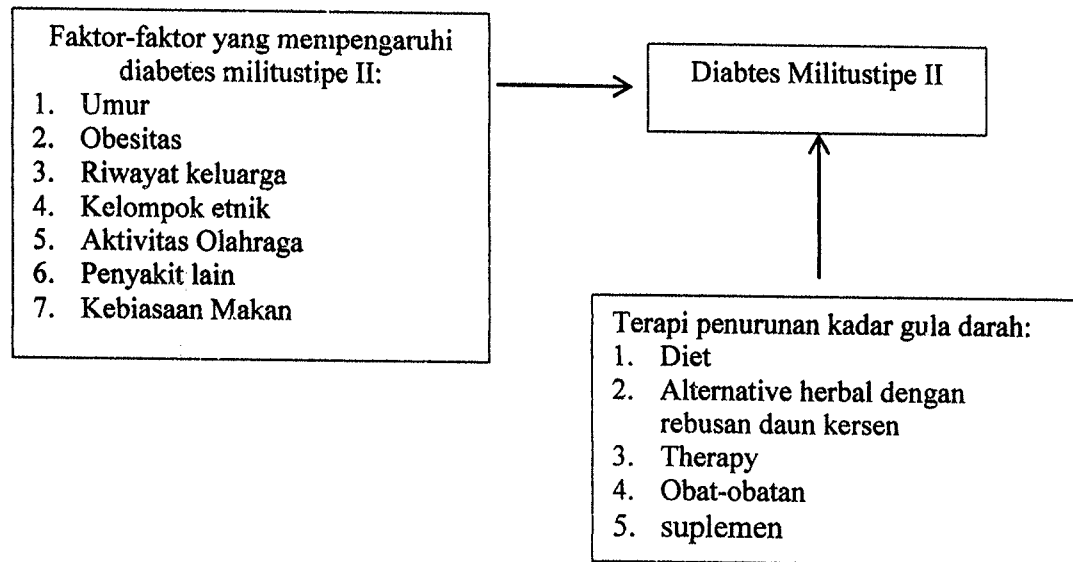 Faktor-faktor yang mempengaruhi
diabetes militustipe II:
1. Umur
2. Obesitas
3. Riwayat keluarga
4. Kelompok etnik
5. Aktivitas Olahraga
6. Penyakit lain
7. Kebiasaan Makan
Diabtes Militustipe II
Terapi penurunan kadar gula darah:
1. Diet
2. Alternative herbal dengan
rebusan daun kersen
3. Therapy
4. Obat-obatan
5. suplemen